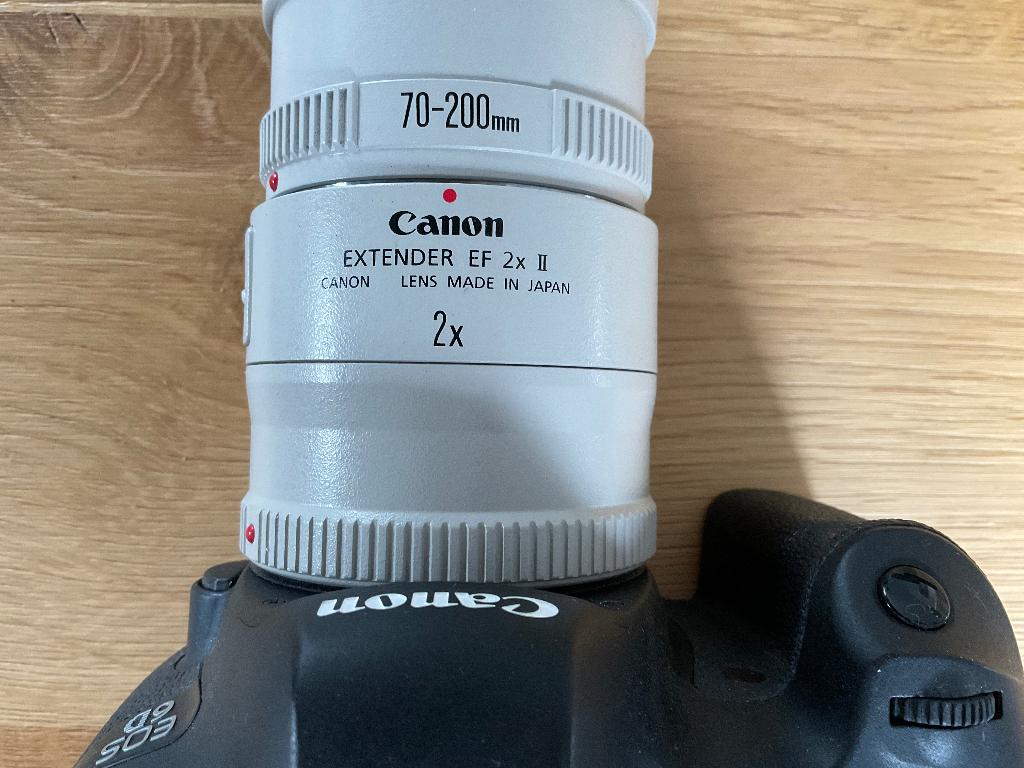 70-200mm
Canon
EXTENDER EF 2x II
CANON LENS MADE IN JAPAN
2x
Canon
EOS
6D